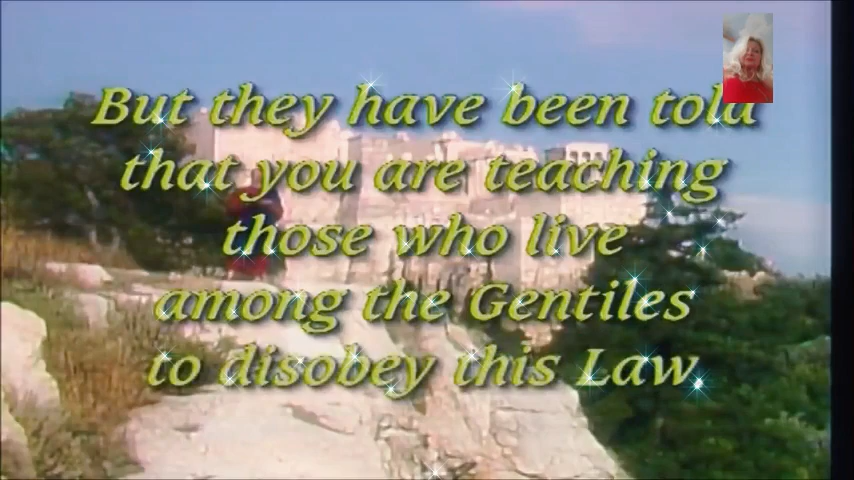 But they have been told
that you are teaching
those who live
among the Gentiles
to disobey this Law